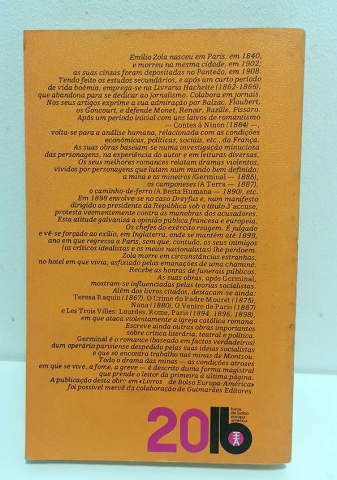 Emílio Zola nasceu em Paris, em 1840,
e morreu na mesma cidade, em 1902;
as suas cinzas foram depositadas no Panteão, em 1908.
Tendo feito os estudos secundários, e após um curto período
de vida boémia, emprega-se na Livraria Hachette (1862-1866),
que abandona para se dedicar ao jornalismo. Colabora em jornais.
Nos seus artigos exprime a sua admiração por Balzac, Flaubert,
os Goncourt, e defende Monet, Renoir, Bazille, Pissaro.
Após um período inicial com uns laivos de romantismo
— Contes à Ninon (1864) —,
volta-se para a análise humana, relacionada com as condições
económicas, políticas, sociais, etc., da França.
As suas obras baseiam-se numa investigação minuciosa
das personagens, na experiência do autor e em leituras diversas.
Os seus melhores romances relatam dramas violentos,
vividos por personagens que lutam num mundo bem definido:
a mina e os mineiros (Germinal — 1885),
os camponeses (A Terra — 1887),
o caminho-de-ferro (A Besta Humana — 1890), etc.
Em 1898 envolve-se no caso Dreyfus e, num manifesto
dirigido ao presidente da República sob o título J'accuse,
protesta veementemente contra as manobras dos acusadores.
Esta atitude galvaniza a opinião pública francesa e europeia.
Os chefes do exército reagem. É julgado
e vê-se forçado ao exílio, em Inglaterra, onde se mantém até 1899,
ano em que regressa a Paris, sem que, contudo, os seus inimigos
(os críticos idealistas e os meios nacionalistas) lhe perdoem.
Zola morre em circunstâncias estranhas,
no hotel em que vivia, asfixiado pelas emanações de uma chaminé.
Recebe as honras de funerais públicos.
As suas obras, após Germinal,
mostram-se influenciadas pelas teorias socialistas.
Além dos livros citados, destacam-se ainda:
Teresa Raquin (1867), O Crime do Padre Mouret (1875),
Nana (1880), O Ventre de Paris (1887)
e Les Trois Villes: Lourdes, Rome, Paris (1894, 1896, 1898),
em que ataca violentamente a igreja católica romana.
Escreve ainda outras obras importantes
sobre crítica literária, teatral e política.
Germinal é o romance (baseado em factos verdadeiros)
dum operário parisiense despedido pelas suas ideias socialistas
e que só encontra trabalho nas minas de Montsou.
Todo o drama das minas — as condições atrozes
em que se vive, a fome, a greve — é descrito duma forma magistral
que prende o leitor da primeira à última página.
A publicação desta obra em «Livros de Bolso Europa-América»
foi possível mercê da colaboração de Guimarães Editores.
20 lb
livros
de bolso
europa
américa